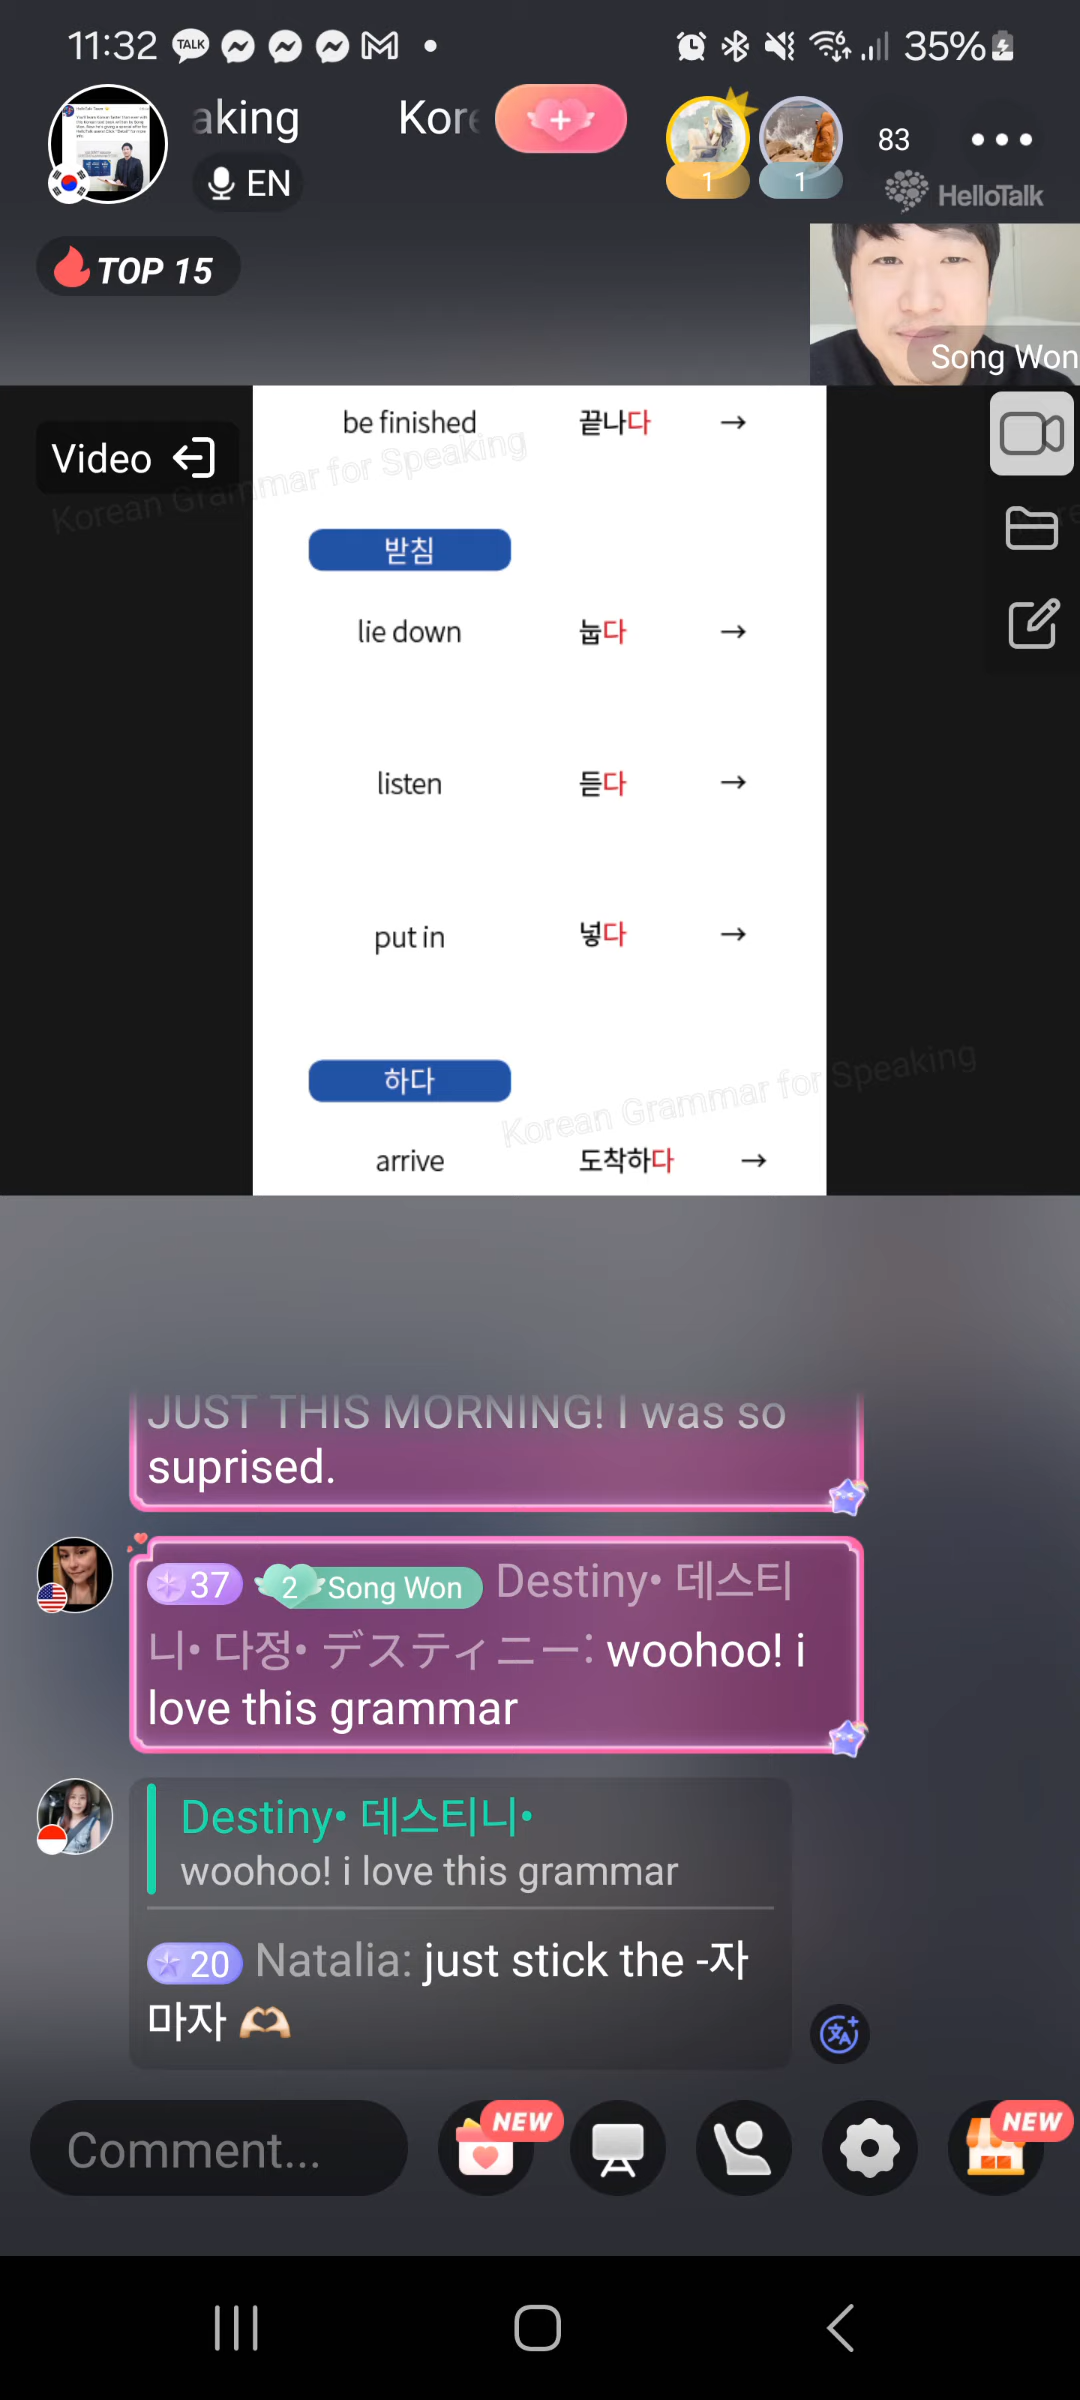 11:32 TALK 35%
aking Kore
83
EN
1 1
HelloTalk
TOP 15
Song Won
be finished 끝나다 →
Video
Korean Grammar for Speaking
받침
lie down 눕다 →
listen 듣다 →
put in 넣다 →
하다
Korean Grammar for Speaking
arrive 도착하다 →
JUST THIS MORNING! I was so
suprised.
37 2 Song Won Destiny• 데스티
니• 다정• デスティニー: woohoo! i
love this grammar
Destiny• 데스티니•
woohoo! i love this grammar
20 Natalia: just stick the -자
마자 🫶🏻
Comment...
NEW
NEW